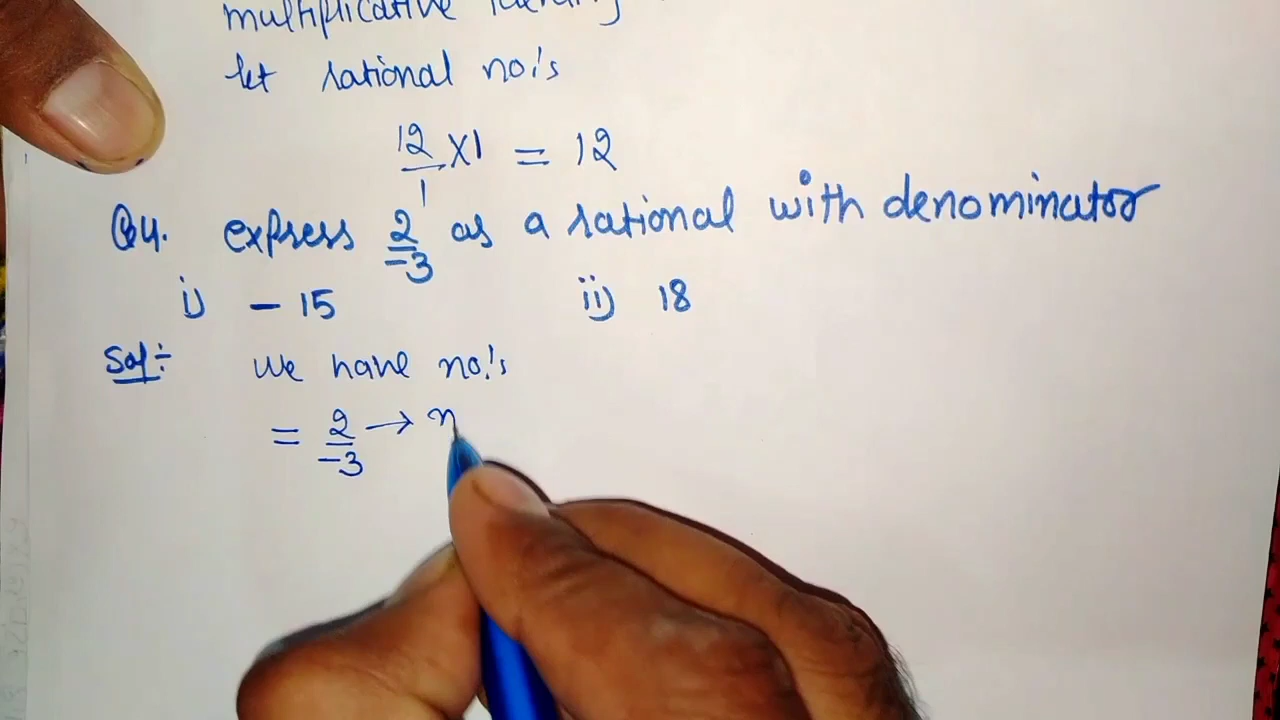 multiplicative
let rational no's
12/1 X1 = 12
Q4. express 2/-3 as a rational with denominator
i) - 15 ii) 18
Sol:- We have no.'s
= 2/-3 → n